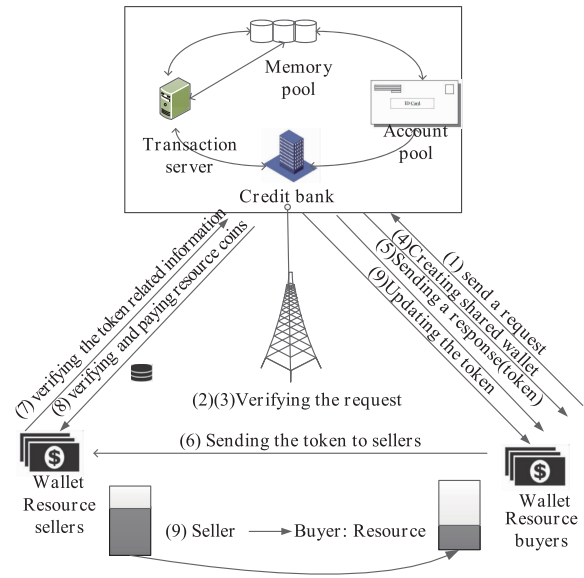 Memory
pool
ID Card
Transaction
server
Account
pool
Credit bank
(7) verifying the token related information
(8) verifying and paying resource coins
(1) send a request
(4)Creating shared wallet
(5)Sending a response(token)
(9)Updating the token
(2)(3)Verifying the request
(6) Sending the token to sellers
$
Wallet
Resource
sellers
$
Wallet
Resource
buyers
(9) Seller
Buyer: Resource